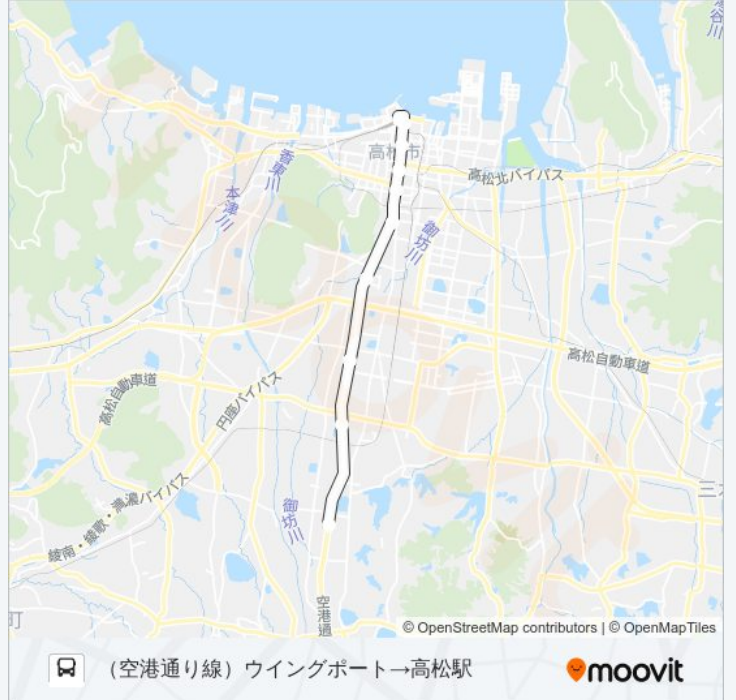 高松市
高松北バイパス
香東川
本津川
御坊川
高松自動車道
高松自動車道
円座バイパス
綾南・綾歌・満濃バイパス
御坊川
空港通
町
© OpenStreetMap contributors | © OpenMapTiles
（空港通り線）ウイングポート→高松駅
moovit